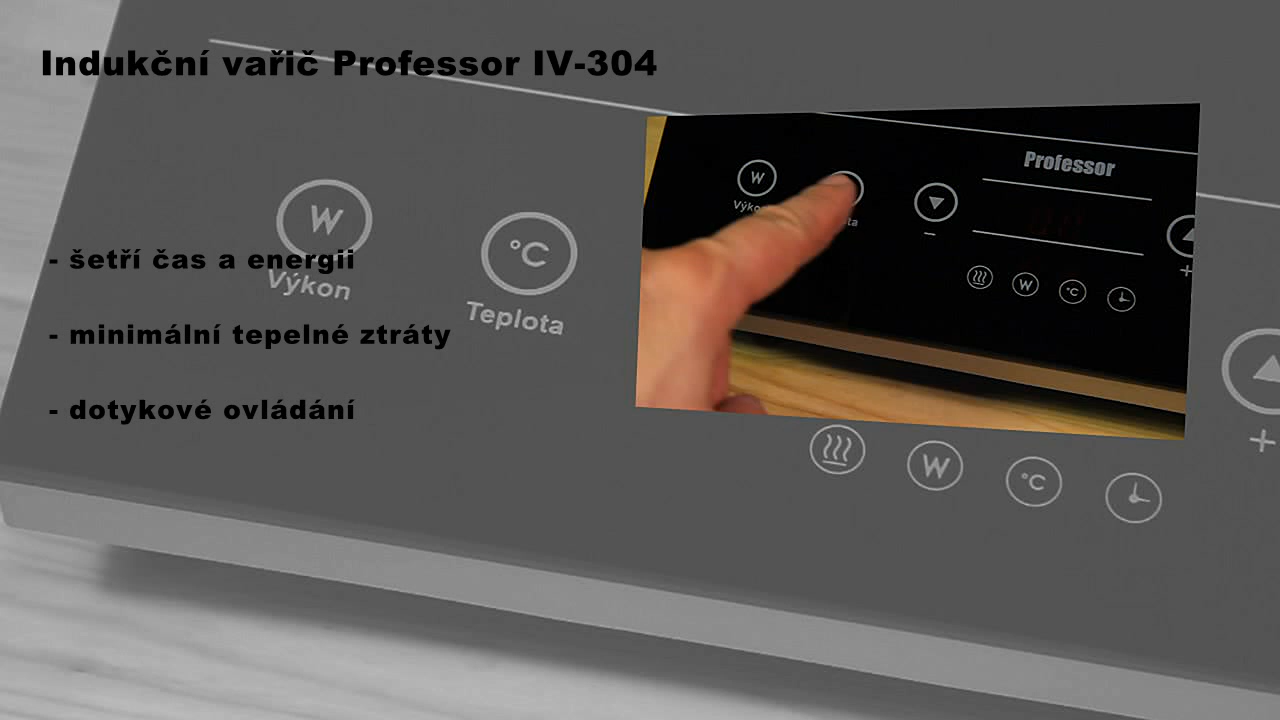 Indukční vařič Professor IV-304
- šetří čas a energii
- minimální tepelné ztráty
- dotykové ovládání
W
Výkon
°C
Teplota
+
W
°C
Professor
W
−
+
W
°C